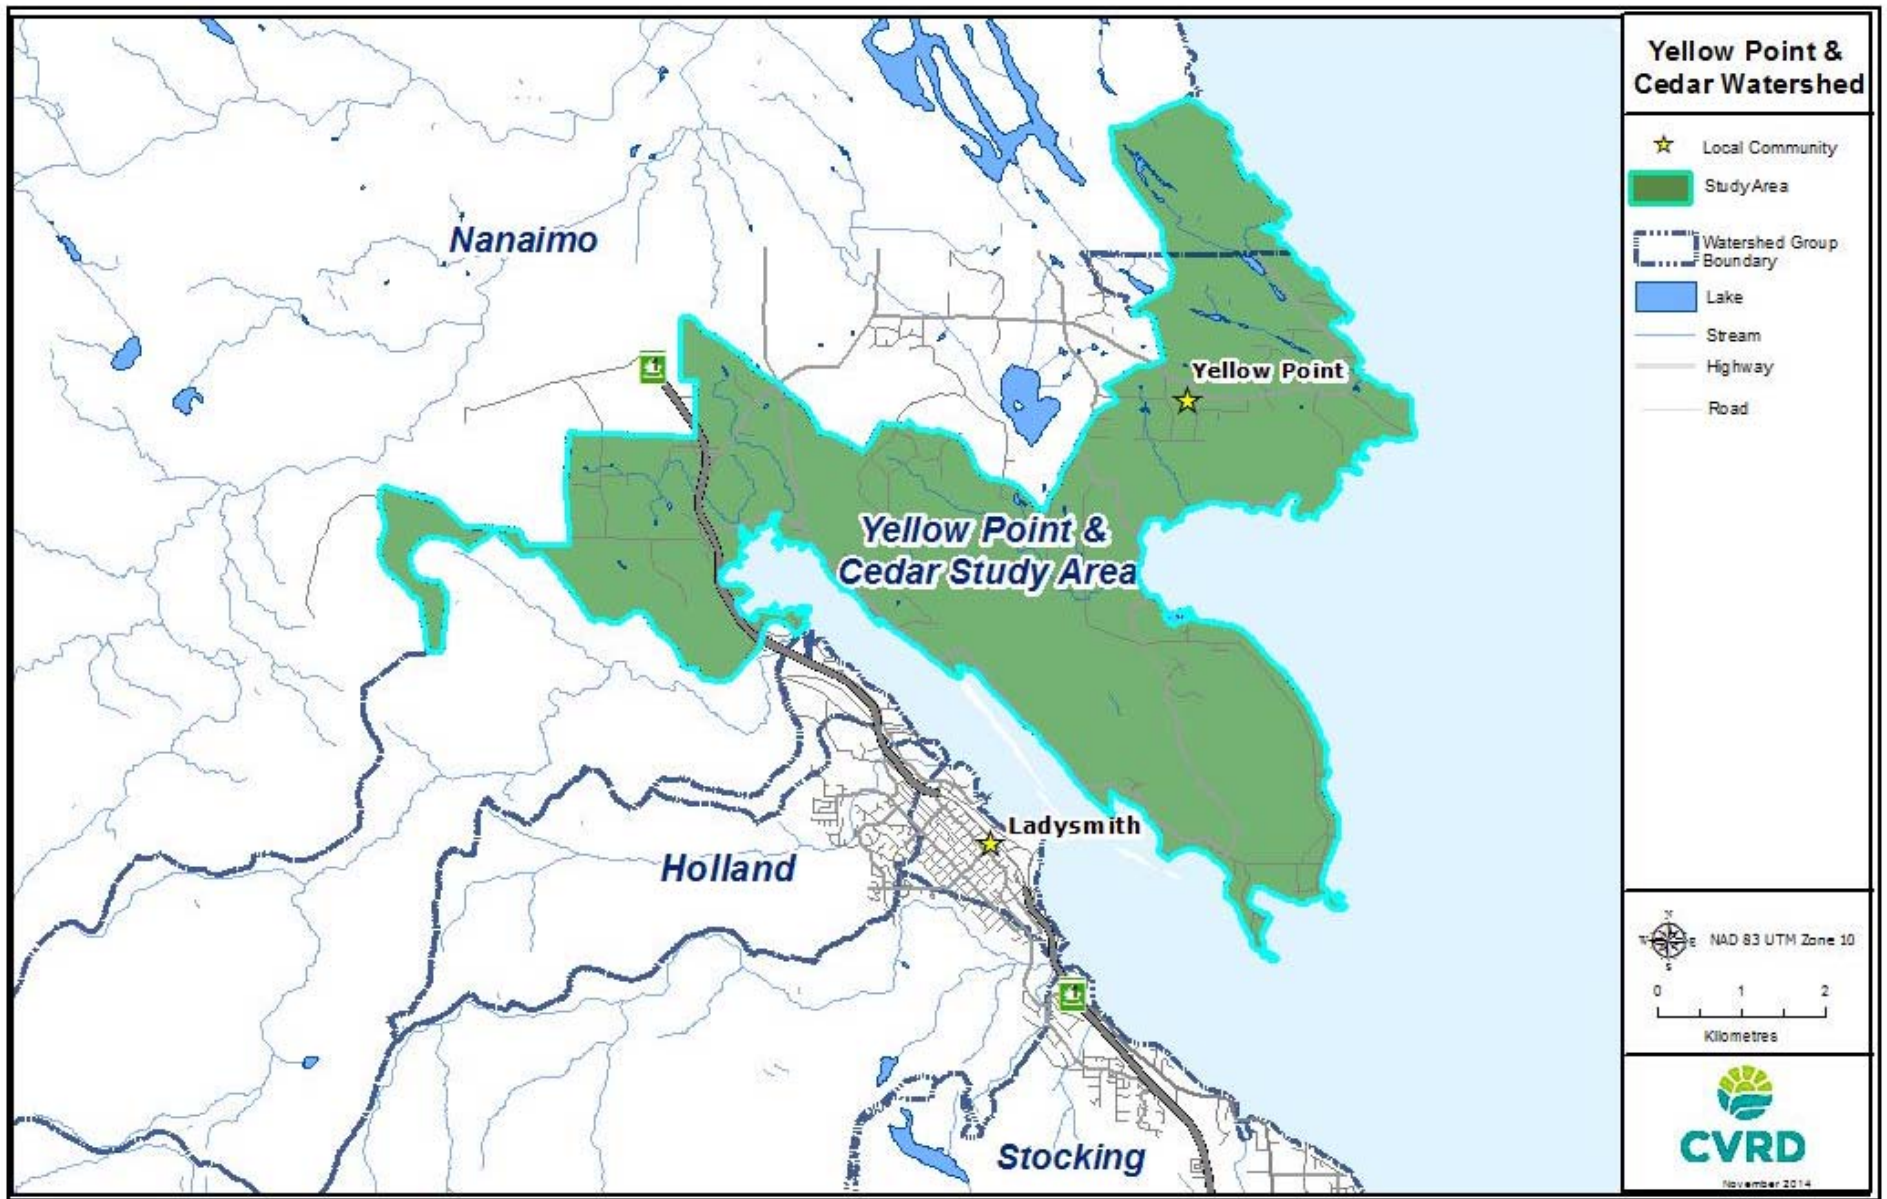 Yellow Point &
Cedar Watershed
Local Community
Study Area
Watershed Group
Boundary
Lake
Stream
Highway
Road
Nanaimo
Yellow Point
Yellow Point &
Cedar Study Area
Ladysmith
Holland
Stocking
1
1
N
W E
S
NAD 83 UTM Zone 10
0 1 2
Kilometres
CVRD
November 2014